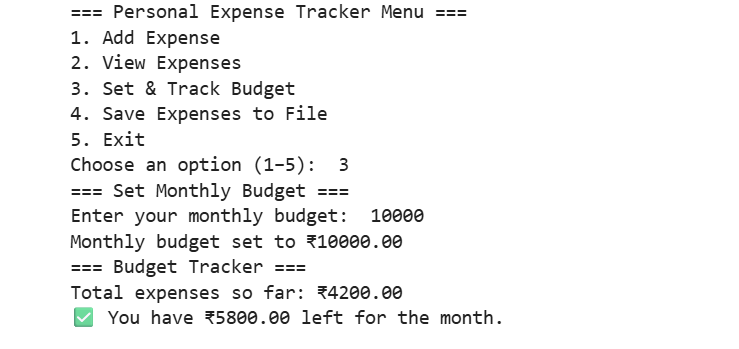 === Personal Expense Tracker Menu ===
1. Add Expense
2. View Expenses
3. Set & Track Budget
4. Save Expenses to File
5. Exit
Choose an option (1–5):  3
=== Set Monthly Budget ===
Enter your monthly budget:  10000
Monthly budget set to ₹10000.00
=== Budget Tracker ===
Total expenses so far: ₹4200.00
✅ You have ₹5800.00 left for the month.